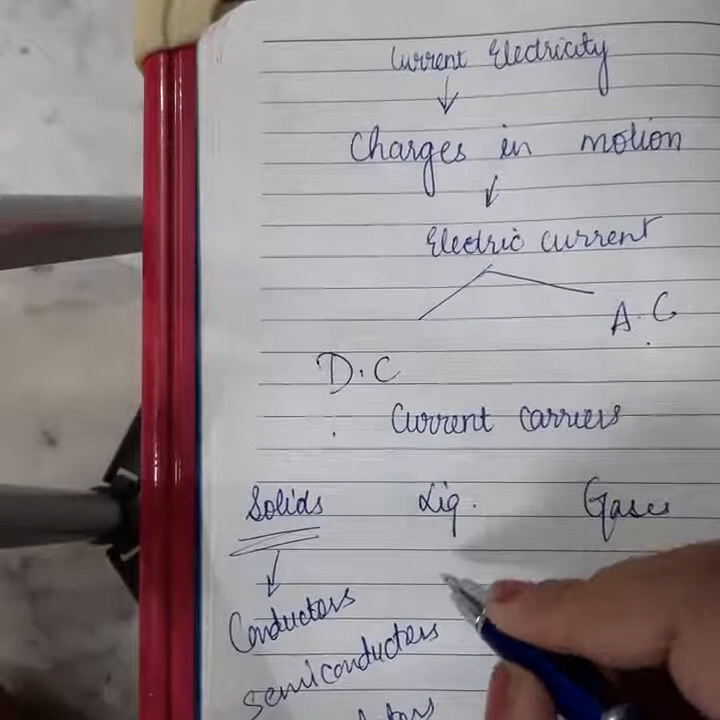 Current Electricity
Charges in motion
Electric current
A.C
D.C
Current carriers
Solids Liq. Gases
Conductors
semiconductors